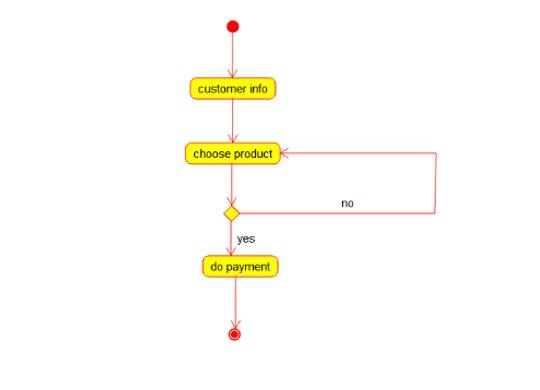 customer info
choose product
no
yes
do payment